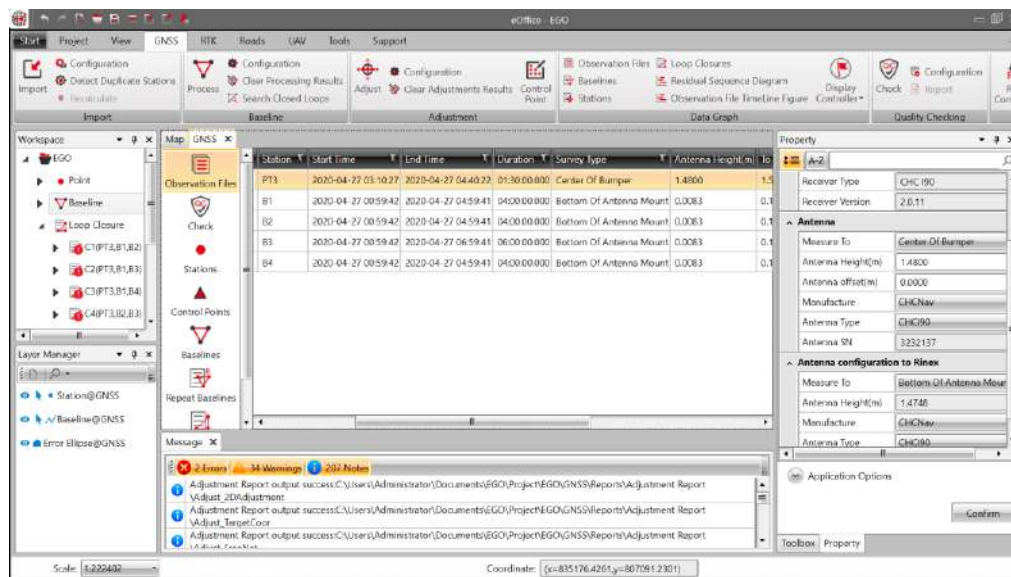 eOffice - EGO
Start Project View GNSS RTK Roads UAV Tools Support
Import
Configuration
Detect Duplicate Stations
Recalculate
Import
Process
Configuration
Clear Processing Results
Search Closed Loops
Baseline
Adjust
Configuration
Clear Adjustments Results
Control Point
Adjustment
Observation Files
Baselines
Stations
Loop Closures
Residual Sequence Diagram
Observation File TimeLine Figure
Display Controller
Data Graph
Check
Configuration
Report
Quality Checking
Workspace
EGO
Point
Baseline
Loop Closure
C1(PT3,B1,B2)
C2(PT3,B1,B3)
C3(PT3,B1,B4)
C4(PT3,B2,B3)
Layer Manager
Station@GNSS
Baseline@GNSS
Error Ellipse@GNSS
Map GNSS
Observation Files
Check
Stations
Control Points
Baselines
Repeat Baselines
Station Start Time End Time Duration Survey Type Antenna Height(m)
PT3 2020-04-27 03:10:27 2020-04-27 04:40:22 01:30:00.000 Center Of Bumper 1.4800
B1 2020-04-27 00:59:42 2020-04-27 04:59:41 04:00:00.000 Bottom Of Antenna Mount 0.0083
B2 2020-04-27 00:59:42 2020-04-27 04:59:41 04:00:00.000 Bottom Of Antenna Mount 0.0083
B3 2020-04-27 00:59:42 2020-04-27 06:59:41 06:00:00.000 Bottom Of Antenna Mount 0.0083
B4 2020-04-27 00:59:42 2020-04-27 04:59:41 04:00:00.000 Bottom Of Antenna Mount 0.0083
Message
2 Errors 34 Warnings 207 Notes
Adjustment Report output success:C:\Users\Administrator\Documents\EGO\Project\EGO\GNSS\Reports\Adjustment Report
\Adjust_2DAdjustment
Adjustment Report output success:C:\Users\Administrator\Documents\EGO\Project\EGO\GNSS\Reports\Adjustment Report
\Adjust_TargetCoor
Adjustment Report output success:C:\Users\Administrator\Documents\EGO\Project\EGO\GNSS\Reports\Adjustment Report
Property
A-Z
Receiver Type CHC I90
Receiver Version 2.0.11
Antenna
Measure To Center Of Bumper
Antenna Height(m) 1.4800
Antenna offset(m) 0.0000
Manufacture CHCNav
Antenna Type CHCI90
Antenna SN 3232137
Antenna configuration to Rinex
Measure To Bottom Of Antenna Moun
Antenna Height(m) 1.4748
Manufacture CHCNav
Antenna Type CHCI90
Application Options
Confirm
Toolbox Property
Scale: 1:222402
Coordinate: (x=835176.4261,y=807091.2301)